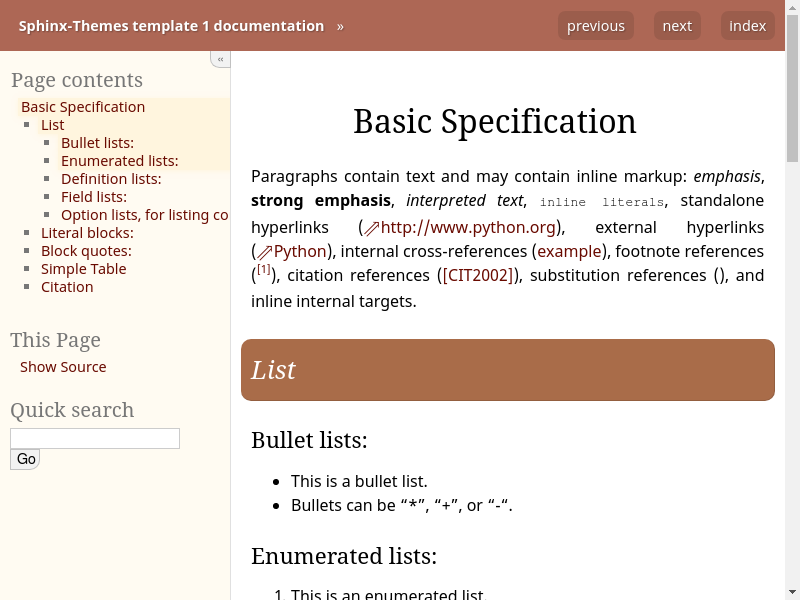 Sphinx-Themes template 1 documentation »
previous
next
index
«
Page contents
Basic Specification
List
Bullet lists:
Enumerated lists:
Definition lists:
Field lists:
Option lists, for listing co
Literal blocks:
Block quotes:
Simple Table
Citation
This Page
Show Source
Quick search
Go
Basic Specification
Paragraphs contain text and may contain inline markup: emphasis,
strong emphasis, interpreted text, inline literals, standalone
hyperlinks (http://www.python.org), external hyperlinks
(Python), internal cross-references (example), footnote references
([1]), citation references ([CIT2002]), substitution references (), and
inline internal targets.
List
Bullet lists:
• This is a bullet list.
• Bullets can be “*”, “+”, or “-“.
Enumerated lists:
1. This is an enumerated list.